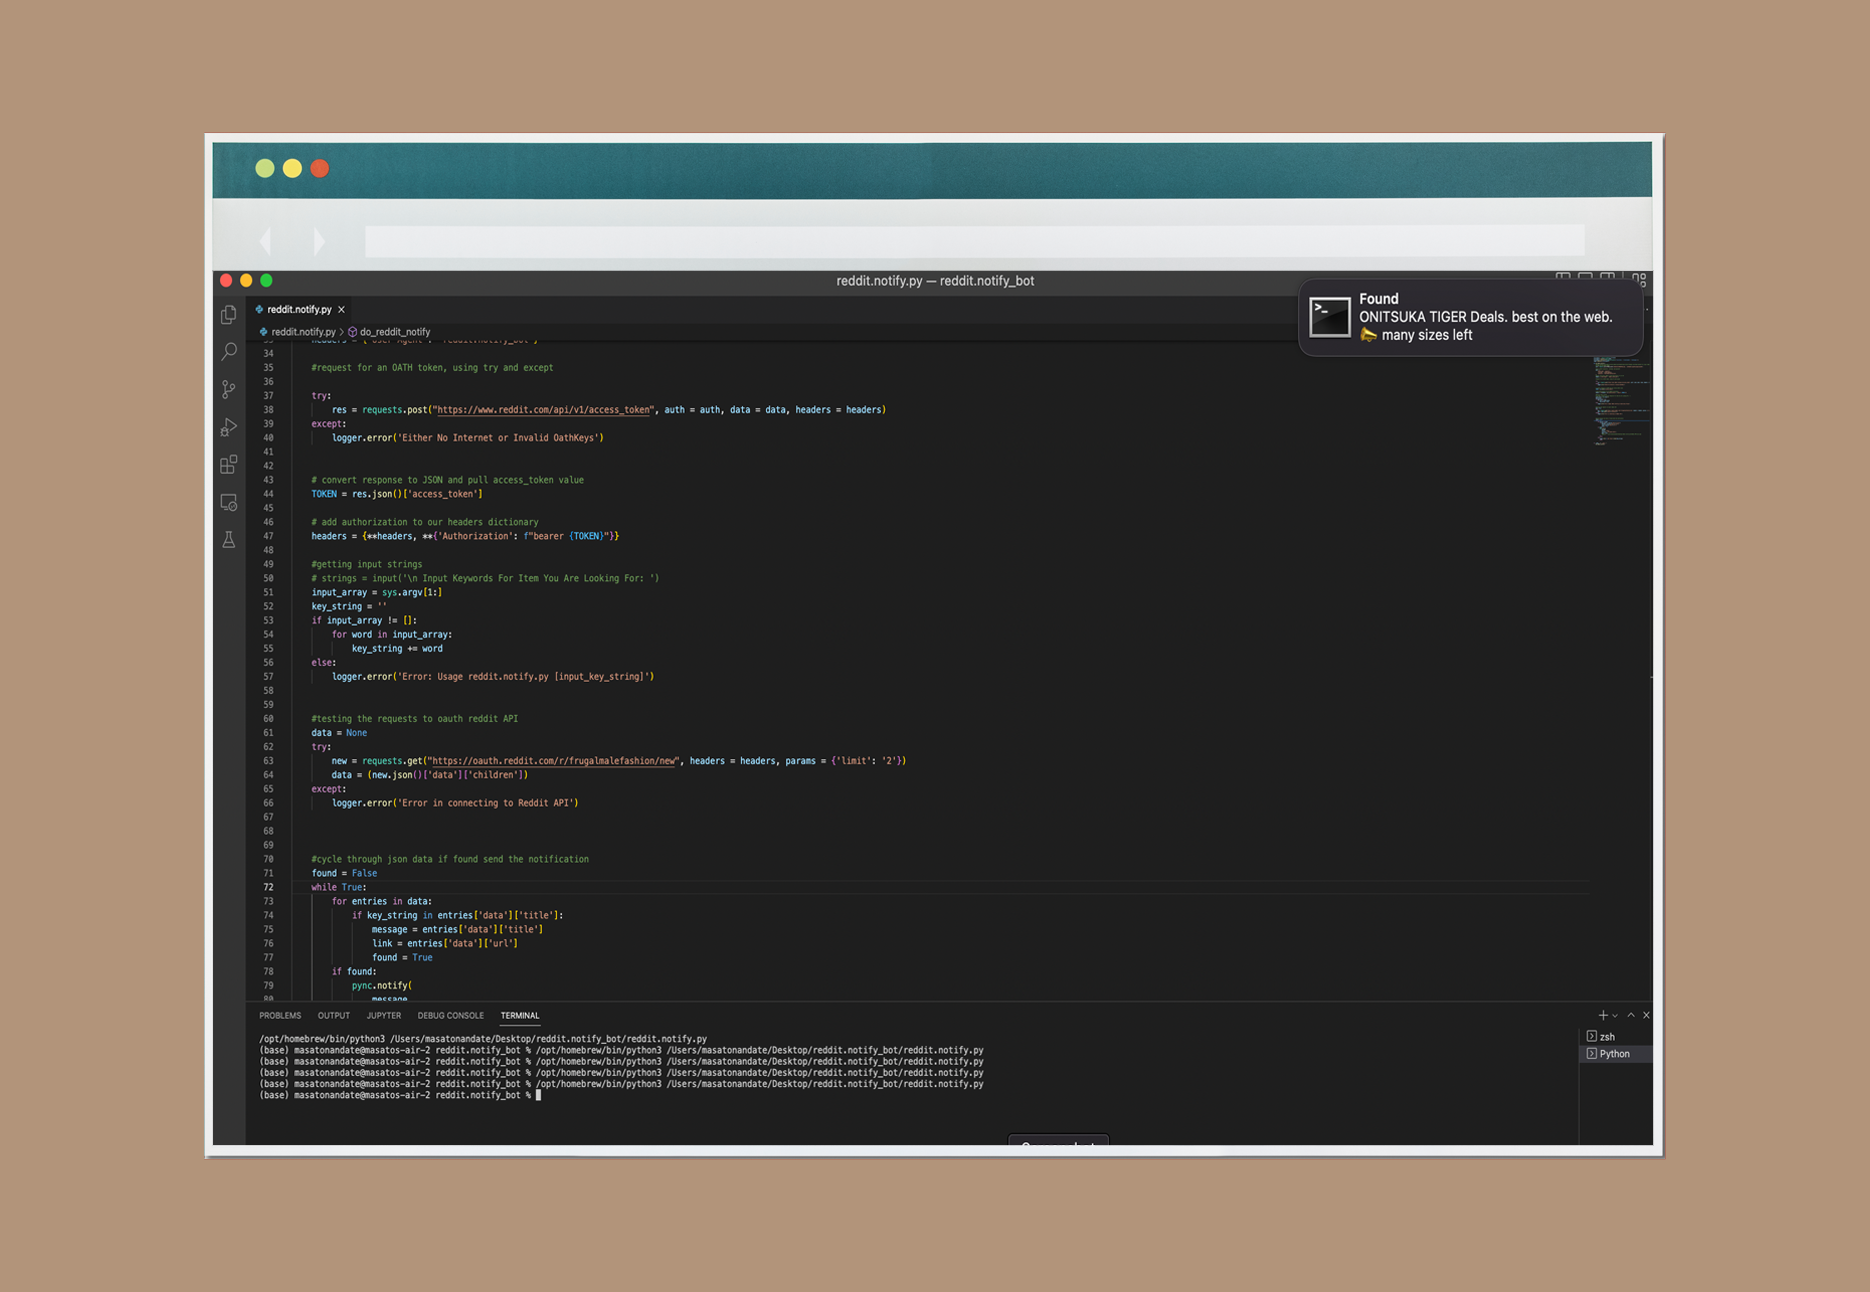 reddit.notify.py — reddit.notify_bot
Found
ONITSUKA TIGER Deals. best on the web.
📣 many sizes left
reddit.notify.py
reddit.notify.py > do_reddit_notify
34
35 #request for an OATH token, using try and except
36
37 try:
38 res = requests.post("https://www.reddit.com/api/v1/access_token", auth = auth, data = data, headers = headers)
39 except:
40 logger.error('Either No Internet or Invalid OathKeys')
41
42
43 # convert response to JSON and pull access_token value
44 TOKEN = res.json()['access_token']
45
46 # add authorization to our headers dictionary
47 headers = {**headers, **{'Authorization': f"bearer {TOKEN}"}}
48
49 #getting input strings
50 # strings = input('\n Input Keywords For Item You Are Looking For: ')
51 input_array = sys.argv[1:]
52 key_string = ''
53 if input_array != []:
54 for word in input_array:
55 key_string += word
56 else:
57 logger.error('Error: Usage reddit.notify.py [input_key_string]')
58
59
60 #testing the requests to oauth reddit API
61 data = None
62 try:
63 new = requests.get("https://oauth.reddit.com/r/frugalmalefashion/new", headers = headers, params = {'limit': '2'})
64 data = (new.json()['data']['children'])
65 except:
66 logger.error('Error in connecting to Reddit API')
67
68
69
70 #cycle through json data if found send the notification
71 found = False
72 while True:
73 for entries in data:
74 if key_string in entries['data']['title']:
75 message = entries['data']['title']
76 link = entries['data']['url']
77 found = True
78 if found:
79 pync.notify(
80 message
PROBLEMS OUTPUT JUPYTER DEBUG CONSOLE TERMINAL
/opt/homebrew/bin/python3 /Users/masatonandate/Desktop/reddit.notify_bot/reddit.notify.py
(base) masatonandate@masatos-air-2 reddit.notify_bot % /opt/homebrew/bin/python3 /Users/masatonandate/Desktop/reddit.notify_bot/reddit.notify.py
(base) masatonandate@masatos-air-2 reddit.notify_bot % /opt/homebrew/bin/python3 /Users/masatonandate/Desktop/reddit.notify_bot/reddit.notify.py
(base) masatonandate@masatos-air-2 reddit.notify_bot % /opt/homebrew/bin/python3 /Users/masatonandate/Desktop/reddit.notify_bot/reddit.notify.py
(base) masatonandate@masatos-air-2 reddit.notify_bot % /opt/homebrew/bin/python3 /Users/masatonandate/Desktop/reddit.notify_bot/reddit.notify.py
(base) masatonandate@masatos-air-2 reddit.notify_bot %
zsh
Python